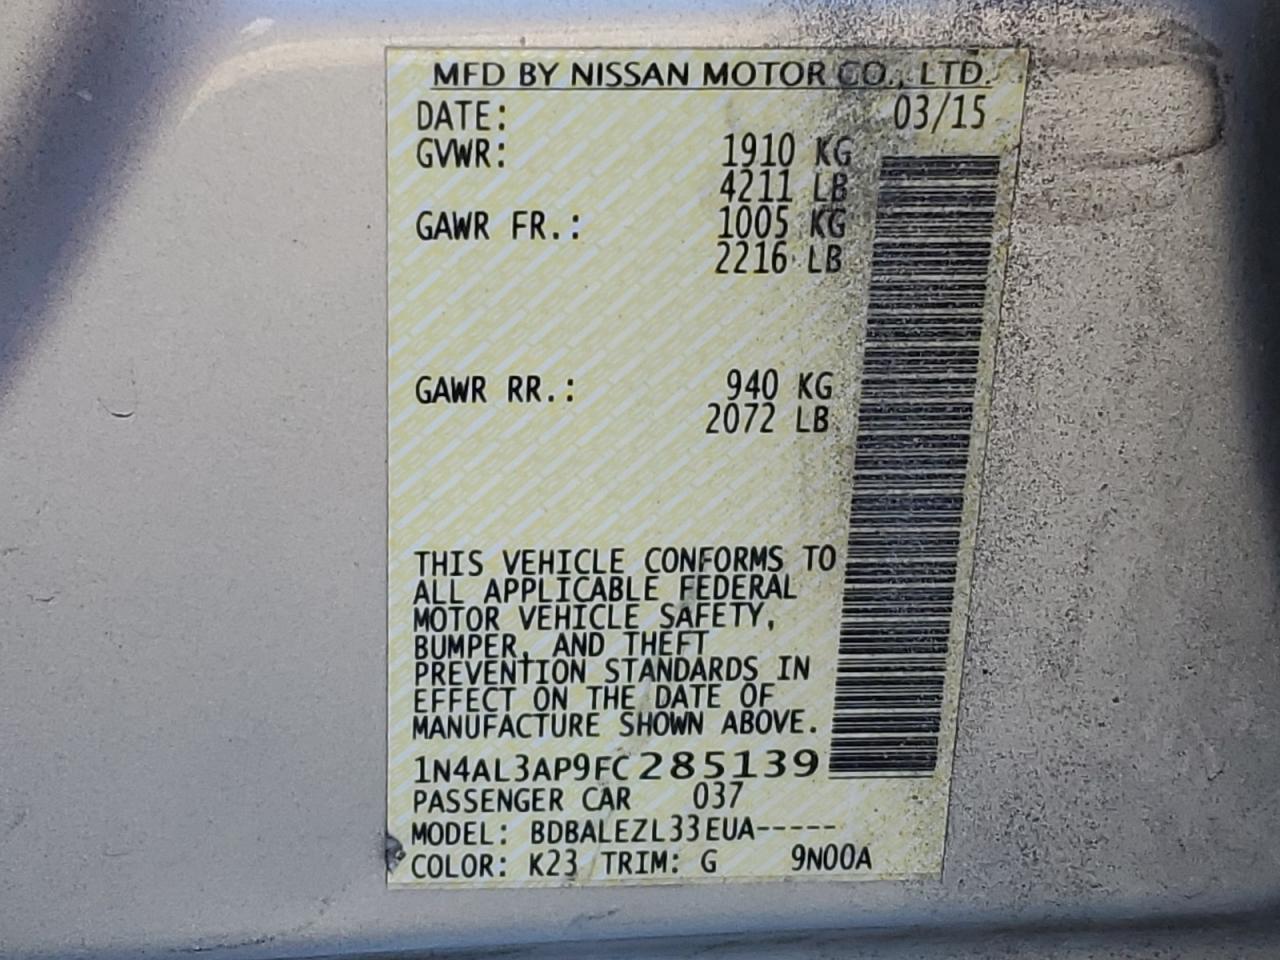 MFD BY NISSAN MOTOR CO., LTD.
DATE: 03/15
GVWR: 1910 KG
4211 LB
GAWR FR.: 1005 KG
2216 LB
GAWR RR.: 940 KG
2072 LB
THIS VEHICLE CONFORMS TO
ALL APPLICABLE FEDERAL
MOTOR VEHICLE SAFETY,
BUMPER, AND THEFT
PREVENTION STANDARDS IN
EFFECT ON THE DATE OF
MANUFACTURE SHOWN ABOVE.
1N4AL3AP9FC285139
PASSENGER CAR 037
MODEL: BDBALEZL33EUA-----
COLOR: K23 TRIM: G 9N00A